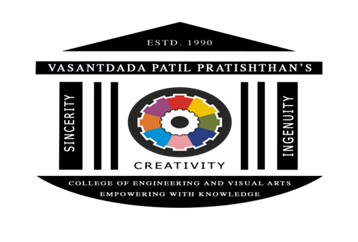 ESTD. 1990
VASANTDADA PATIL PRATISHTHAN'S
SINCERITY
INGENUITY
CREATIVITY
COLLEGE OF ENGINEERING AND VISUAL ARTS
EMPOWERING WITH KNOWLEDGE